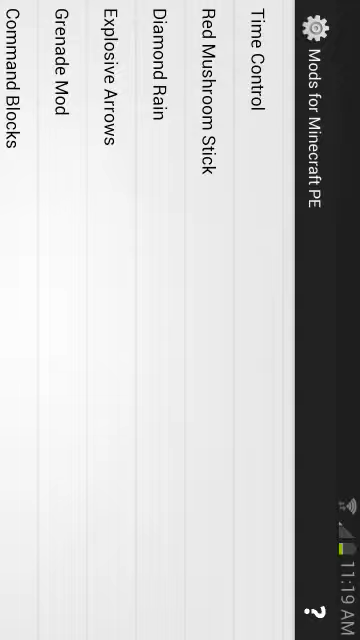 11:19 AM
Mods for Minecraft PE
?
Time Control
Red Mushroom Stick
Diamond Rain
Explosive Arrows
Grenade Mod
Command Blocks